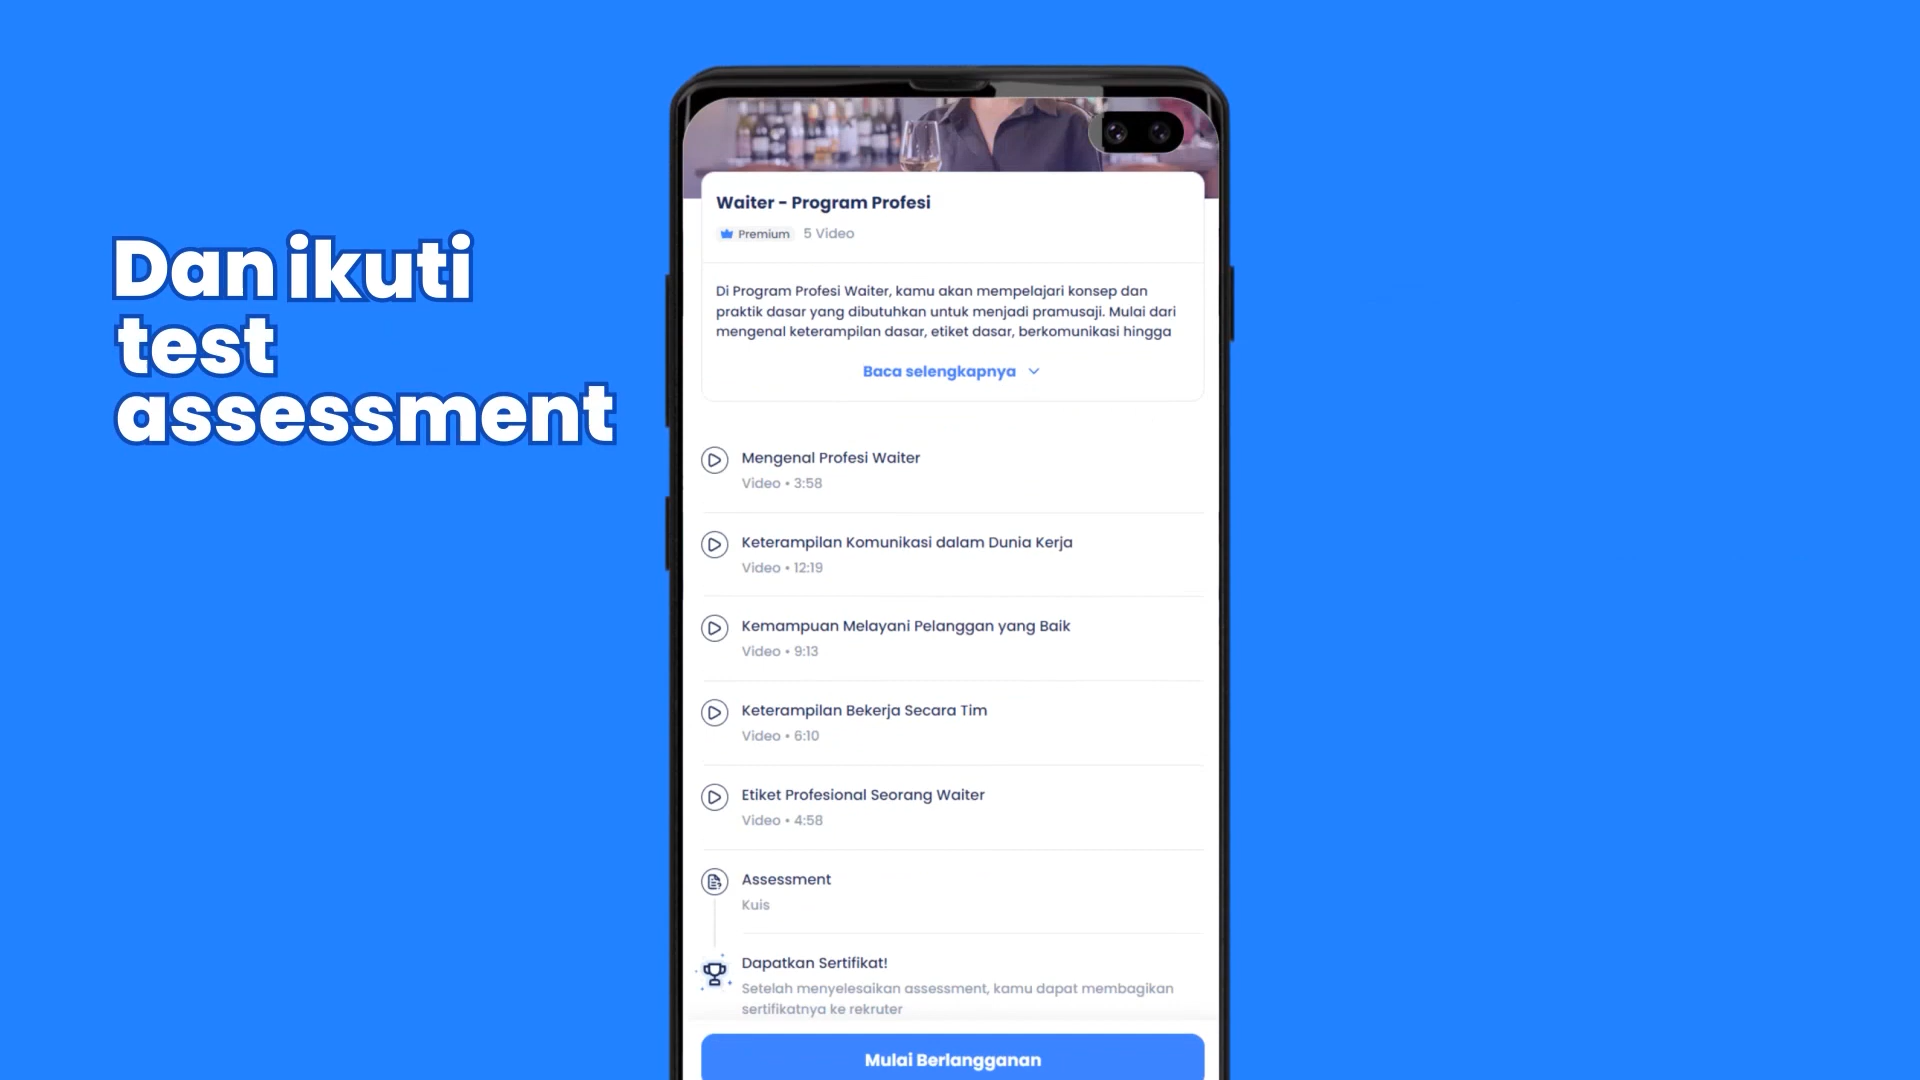 Dan ikuti
test
assessment
Waiter - Program Profesi
Premium 5 Video
Di Program Profesi Waiter, kamu akan mempelajari konsep dan
praktik dasar yang dibutuhkan untuk menjadi pramusaji. Mulai dari
mengenal keterampilan dasar, etiket dasar, berkomunikasi hingga
Baca selengkapnya
Mengenal Profesi Waiter
Video • 3:58
Keterampilan Komunikasi dalam Dunia Kerja
Video • 12:19
Kemampuan Melayani Pelanggan yang Baik
Video • 9:13
Keterampilan Bekerja Secara Tim
Video • 6:10
Etiket Profesional Seorang Waiter
Video • 4:58
Assessment
Kuis
Dapatkan Sertifikat!
Setelah menyelesaikan assessment, kamu dapat membagikan
sertifikatnya ke rekruter
Mulai Berlangganan